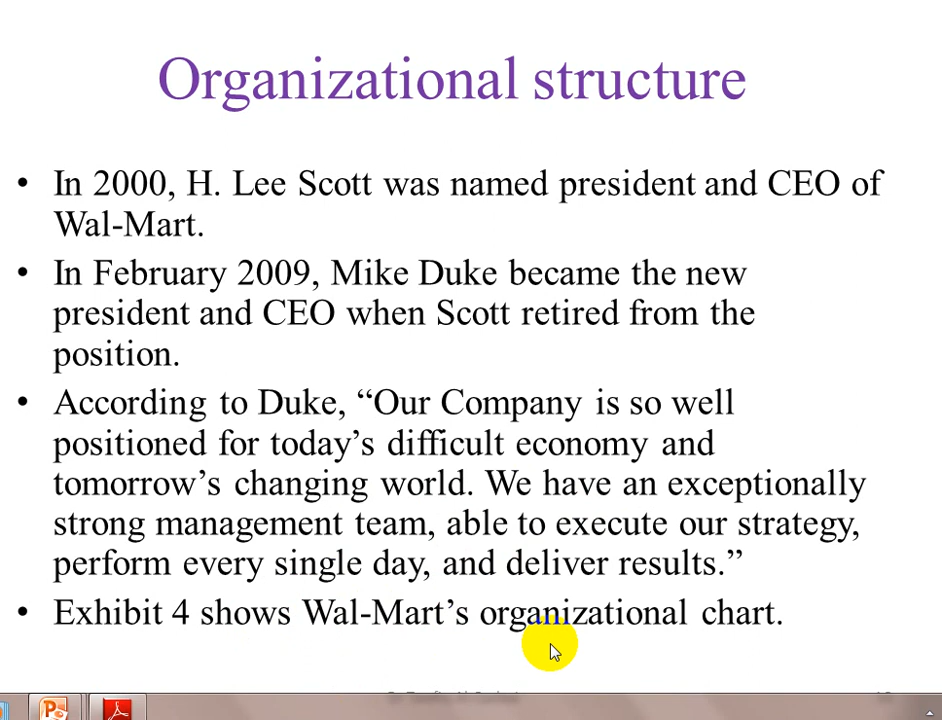 Organizational structure
• In 2000, H. Lee Scott was named president and CEO of
Wal-Mart.
• In February 2009, Mike Duke became the new
president and CEO when Scott retired from the
position.
• According to Duke, “Our Company is so well
positioned for today’s difficult economy and
tomorrow’s changing world. We have an exceptionally
strong management team, able to execute our strategy,
perform every single day, and deliver results.”
• Exhibit 4 shows Wal-Mart’s organizational chart.